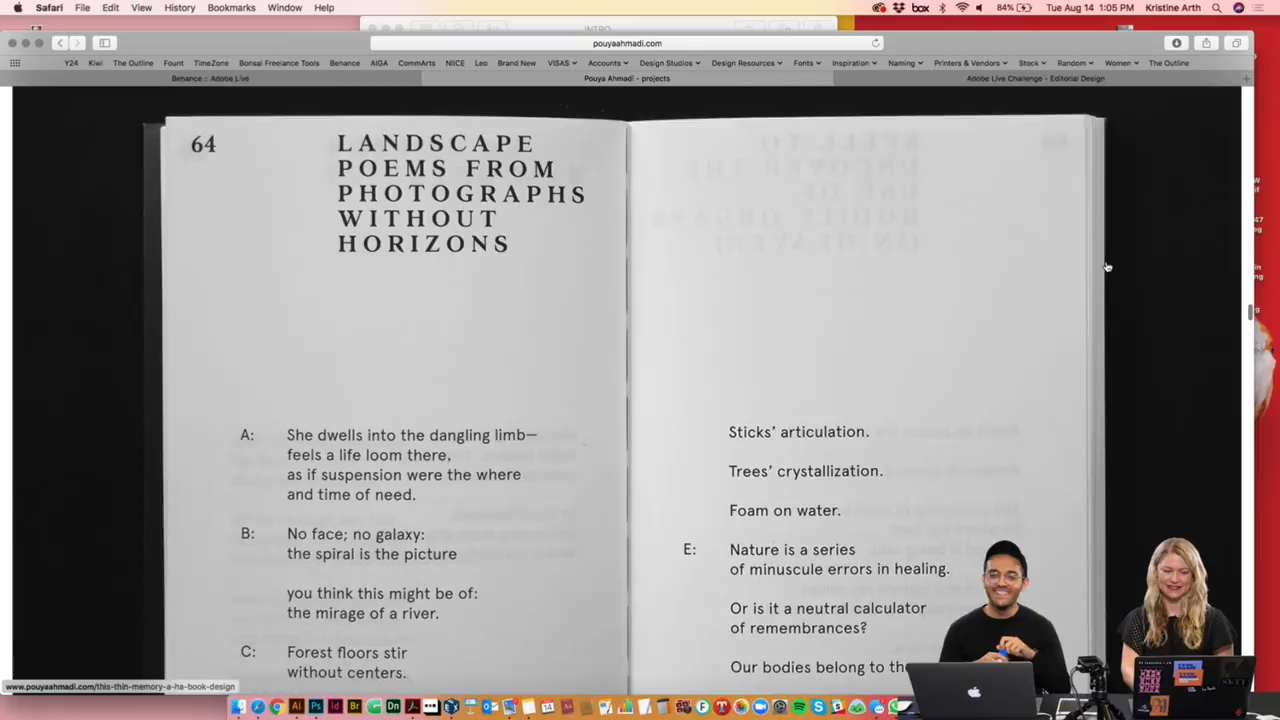 Safari File Edit View History Bookmarks Window Help
box 84% Tue Aug 14 1:05 PM Kristine Arth
INTRO
pouyaahmadi.com
Y24 Kiwi The Outline Fount TimeZone Bonsai Freelance Tools Behance AIGA CommArts NIICE Leo Brand New VISAS Accounts Design Studios Design Resources Fonts Inspiration Naming Printers & Vendors Stock Random Women The Outline
Behance :: Adobe Live Pouya Ahmadi - projects Adobe Live Challenge - Editorial Design
64
LANDSCAPE
POEMS FROM
PHOTOGRAPHS
WITHOUT
HORIZONS
A: She dwells into the dangling limb—
feels a life loom there,
as if suspension were the where
and time of need.
B: No face; no galaxy:
the spiral is the picture
you think this might be of:
the mirage of a river.
C: Forest floors stir
without centers.
Sticks’ articulation.
Trees’ crystallization.
Foam on water.
E: Nature is a series
of minuscule errors in healing.
Or is it a neutral calculator
of remembrances?
Our bodies belong to the
www.pouyaahmadi.com/this-thin-memory-a-ha-book-design